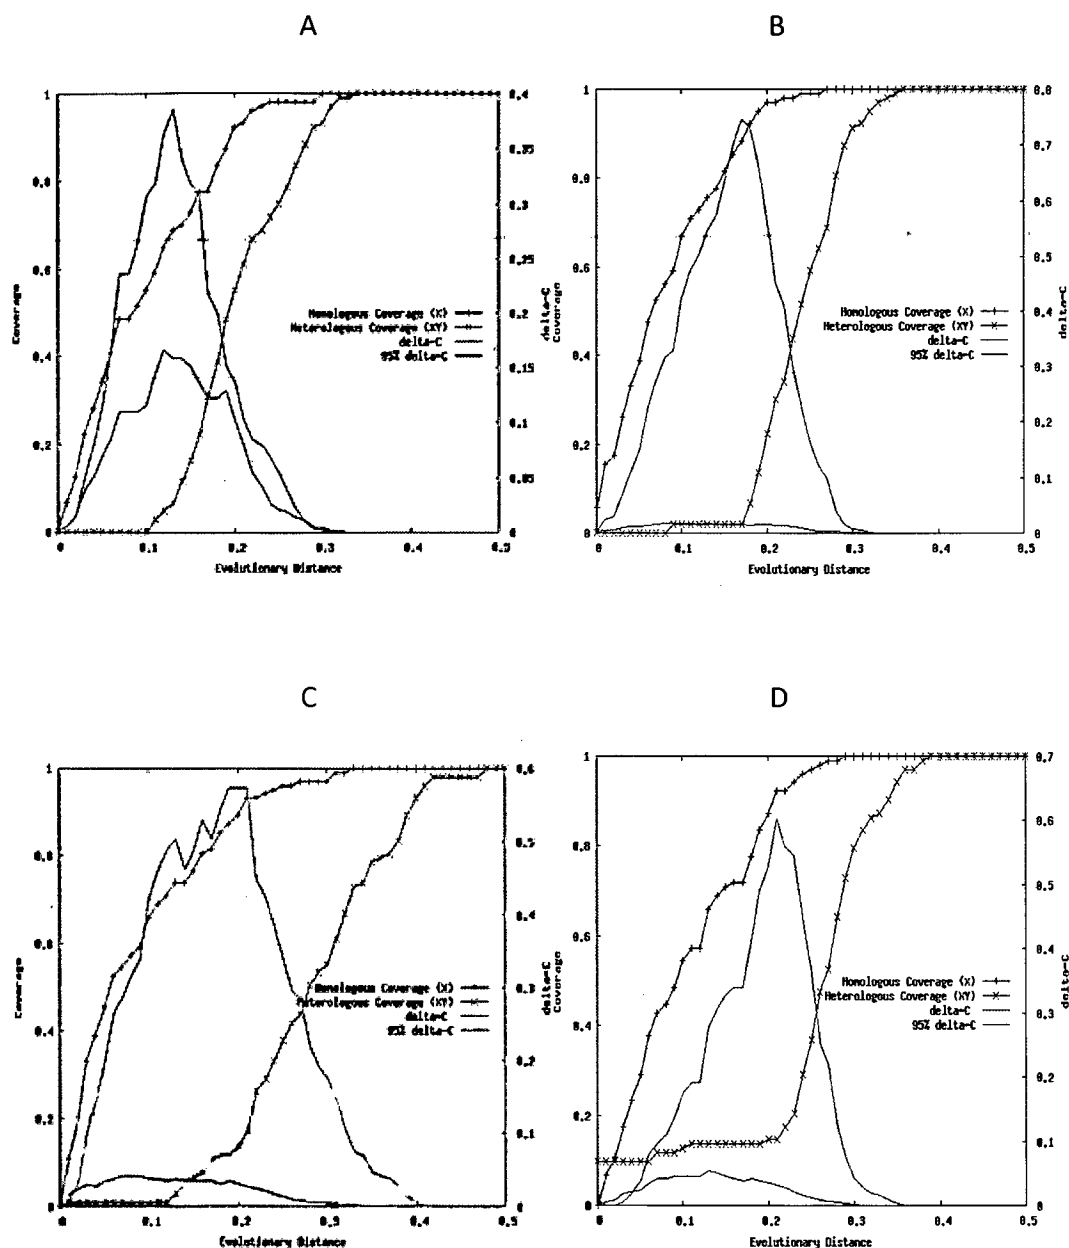 A
B
1
0.8
0.6
0.4
0.2
0
0.4
0.35
0.3
0.25
0.2
0.15
0.1
0.05
0
Coverage
delta-C
Homologous Coverage (X)
Heterologous Coverage (XY)
delta-C
95% delta-C
0
0.1
0.2
0.3
0.4
0.5
Evolutionary Distance
1
0.8
0.6
0.4
0.2
0
0.8
0.7
0.6
0.5
0.4
0.3
0.2
0.1
0
Coverage
delta-C
Homologous Coverage (X)
Heterologous Coverage (XY)
delta-C
95% delta-C
0
0.1
0.2
0.3
0.4
0.5
Evolutionary Distance
C
D
1
0.8
0.6
0.4
0.2
0
0.6
0.5
0.4
0.3
0.2
0.1
0
Coverage
delta-C
Homologous Coverage (X)
Heterologous Coverage (XY)
delta-C
95% delta-C
0
0.1
0.2
0.3
0.4
0.5
Evolutionary Distance
1
0.8
0.6
0.4
0.2
0
0.7
0.6
0.5
0.4
0.3
0.2
0.1
0
Coverage
delta-C
Homologous Coverage (X)
Heterologous Coverage (XY)
delta-C
95% delta-C
0
0.1
0.2
0.3
0.4
0.5
Evolutionary Distance